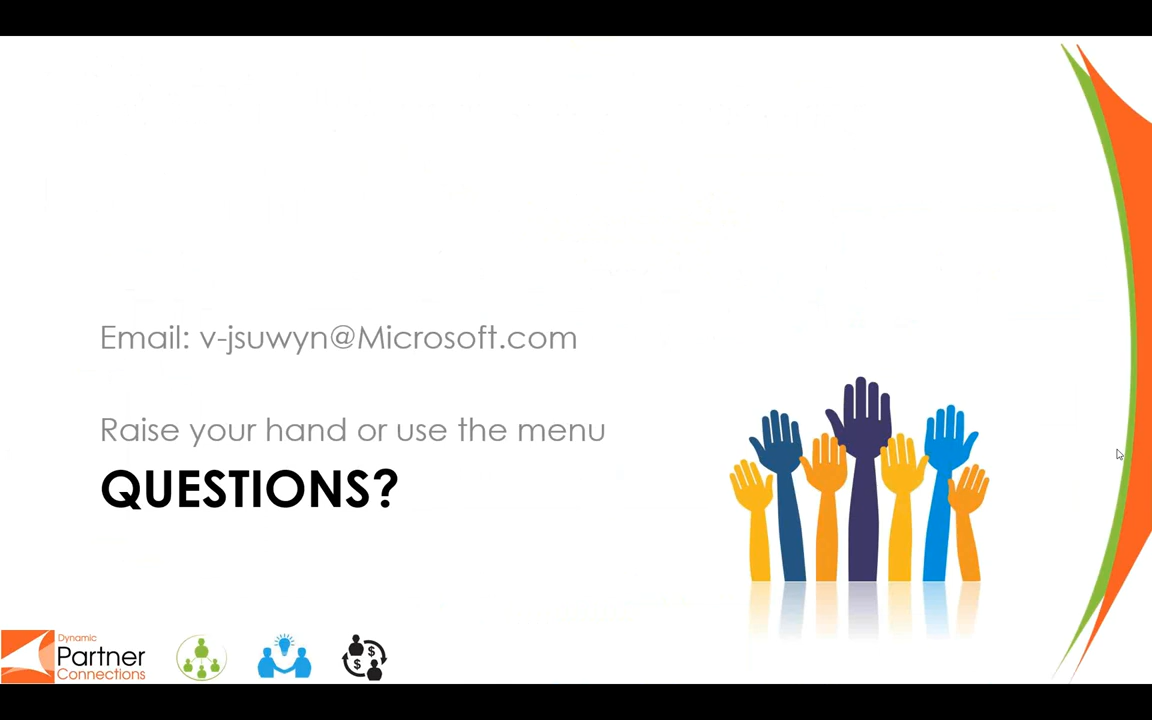 Email: v-jsuwyn@Microsoft.com
Raise your hand or use the menu
QUESTIONS?
Dynamic
Partner
Connections
$
$